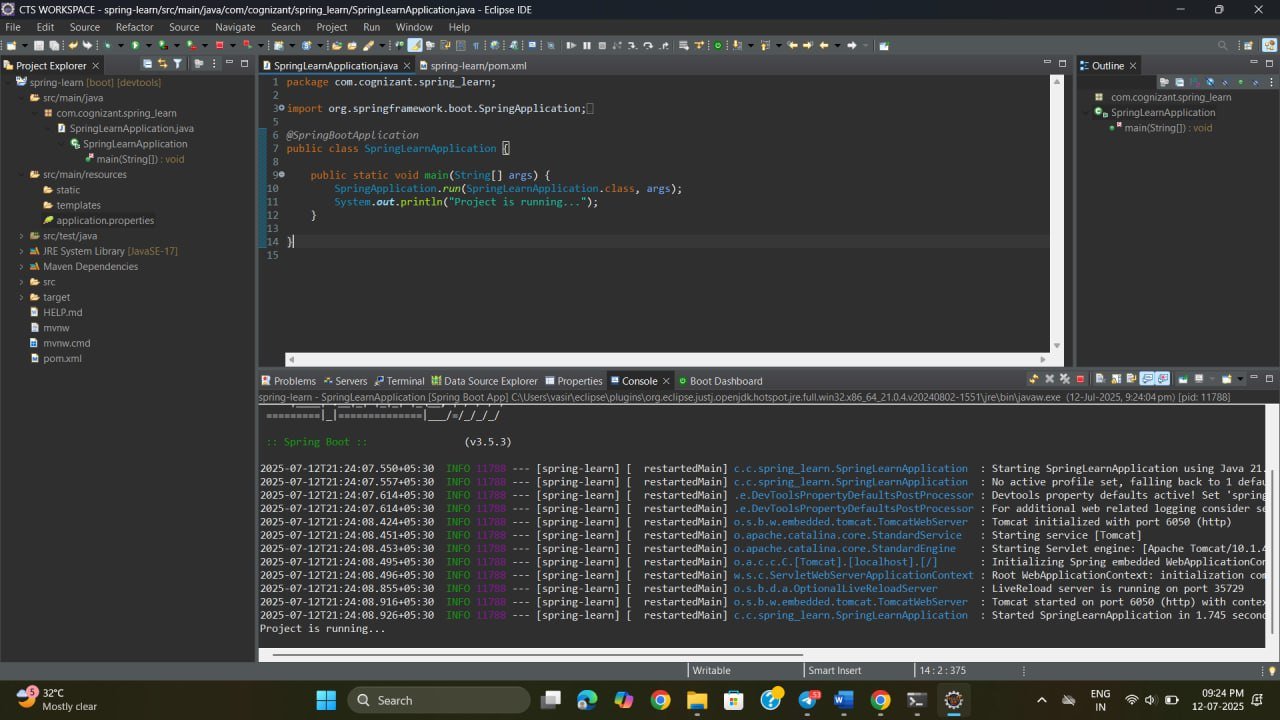 CTS WORKSPACE - spring-learn/src/main/java/com/cognizant/spring_learn/SpringLearnApplication.java - Eclipse IDE
File Edit Source Refactor Source Navigate Search Project Run Window Help
Project Explorer
spring-learn [boot] [devtools]
src/main/java
com.cognizant.spring_learn
SpringLearnApplication.java
SpringLearnApplication
main(String[]) : void
src/main/resources
static
templates
application.properties
src/test/java
JRE System Library [JavaSE-17]
Maven Dependencies
src
target
HELP.md
mvnw
mvnw.cmd
pom.xml
SpringLearnApplication.java spring-learn/pom.xml
1 package com.cognizant.spring_learn;
2
3 import org.springframework.boot.SpringApplication;
5
6 @SpringBootApplication
7 public class SpringLearnApplication {
8
9 public static void main(String[] args) {
10 SpringApplication.run(SpringLearnApplication.class, args);
11 System.out.println("Project is running...");
12 }
13
14 }
15
Outline
com.cognizant.spring_learn
SpringLearnApplication
main(String[]) : void
Problems Servers Terminal Data Source Explorer Properties Console Boot Dashboard
spring-learn - SpringLearnApplication [Spring Boot App] C:\Users\vasir\eclipse\plugins\org.eclipse.justj.openjdk.hotspot.jre.full.win32.x86_64_21.0.4.v20240802-1551\jre\bin\javaw.exe (12-Jul-2025, 9:24:04 pm) [pid: 11788]
=========|_|==============|___/=/_/_/_/
:: Spring Boot :: (v3.5.3)
2025-07-12T21:24:07.550+05:30 INFO 11788 --- [spring-learn] [ restartedMain] c.c.spring_learn.SpringLearnApplication : Starting SpringLearnApplication using Java 21.
2025-07-12T21:24:07.557+05:30 INFO 11788 --- [spring-learn] [ restartedMain] c.c.spring_learn.SpringLearnApplication : No active profile set, falling back to 1 defau
2025-07-12T21:24:07.614+05:30 INFO 11788 --- [spring-learn] [ restartedMain] .e.DevToolsPropertyDefaultsPostProcessor : Devtools property defaults active! Set 'spring
2025-07-12T21:24:07.614+05:30 INFO 11788 --- [spring-learn] [ restartedMain] .e.DevToolsPropertyDefaultsPostProcessor : For additional web related logging consider se
2025-07-12T21:24:08.424+05:30 INFO 11788 --- [spring-learn] [ restartedMain] o.s.b.w.embedded.tomcat.TomcatWebServer : Tomcat initialized with port 6050 (http)
2025-07-12T21:24:08.451+05:30 INFO 11788 --- [spring-learn] [ restartedMain] o.apache.catalina.core.StandardService : Starting service [Tomcat]
2025-07-12T21:24:08.453+05:30 INFO 11788 --- [spring-learn] [ restartedMain] o.apache.catalina.core.StandardEngine : Starting Servlet engine: [Apache Tomcat/10.1.4
2025-07-12T21:24:08.495+05:30 INFO 11788 --- [spring-learn] [ restartedMain] o.a.c.c.C.[Tomcat].[localhost].[/] : Initializing Spring embedded WebApplicationCon
2025-07-12T21:24:08.496+05:30 INFO 11788 --- [spring-learn] [ restartedMain] w.s.c.ServletWebServerApplicationContext : Root WebApplicationContext: initialization com
2025-07-12T21:24:08.855+05:30 INFO 11788 --- [spring-learn] [ restartedMain] o.s.b.d.a.OptionalLiveReloadServer : LiveReload server is running on port 35729
2025-07-12T21:24:08.916+05:30 INFO 11788 --- [spring-learn] [ restartedMain] o.s.b.w.embedded.tomcat.TomcatWebServer : Tomcat started on port 6050 (http) with contex
2025-07-12T21:24:08.926+05:30 INFO 11788 --- [spring-learn] [ restartedMain] c.c.spring_learn.SpringLearnApplication : Started SpringLearnApplication in 1.745 second
Project is running...
Writable Smart Insert 14 : 2 : 375
5
32°C
Mostly clear
Search
53
ENG
IN
09:24 PM
12-07-2025